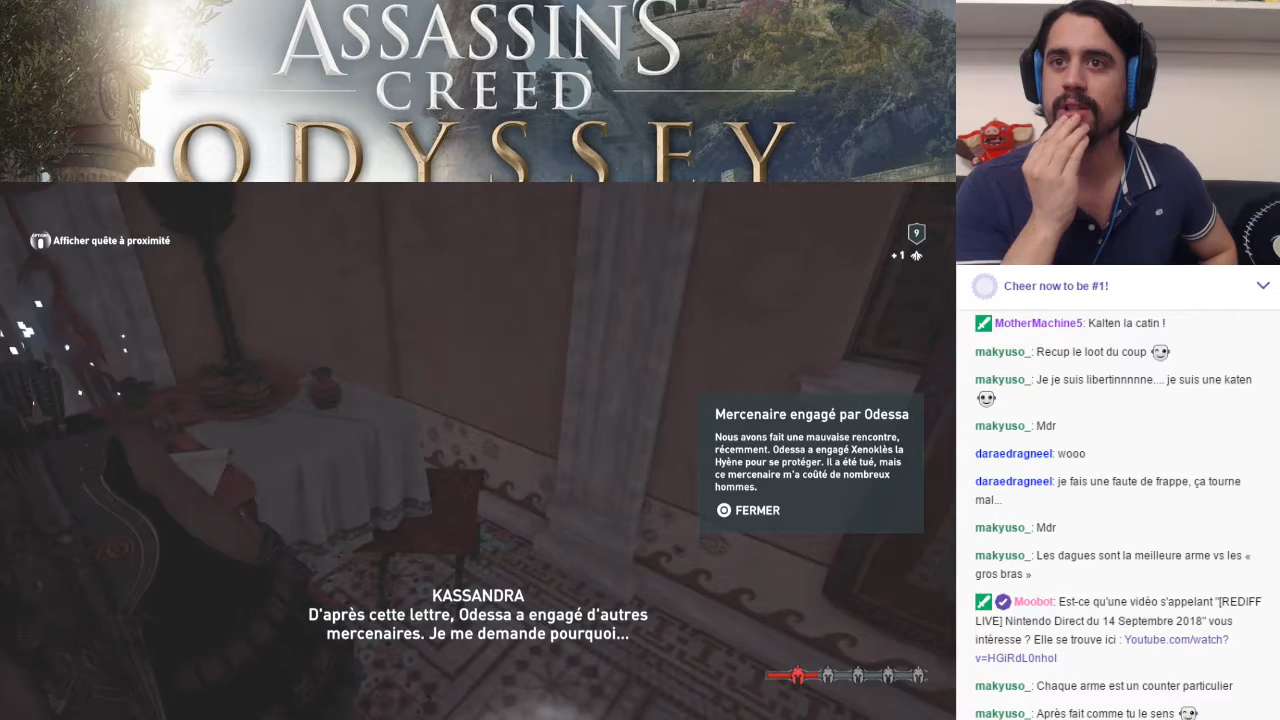 ASSASSIN'S
CREED
ODYSSEY
OPTIONS
Afficher quête à proximité
9
+1
Mercenaire engagé par Odessa
Nous avons fait une mauvaise rencontre,
récemment. Odessa a engagé Xenoklès la
Hyène pour se protéger. Il a été tué, mais
ce mercenaire m'a coûté de nombreux
hommes.
FERMER
KASSANDRA
D'après cette lettre, Odessa a engagé d'autres
mercenaires. Je me demande pourquoi...
Cheer now to be #1!
MotherMachine5: Kalten la catin !
makyuso_: Recup le loot du coup
makyuso_: Je je suis libertinnnnne.... je suis une katen
makyuso_: Mdr
daraedragneel: wooo
daraedragneel: je fais une faute de frappe, ça tourne
mal...
makyuso_: Mdr
makyuso_: Les dagues sont la meilleure arme vs les «
gros bras »
Moobot: Est-ce qu'une vidéo s'appelant "[REDIFF
LIVE] Nintendo Direct du 14 Septembre 2018" vous
intéresse ? Elle se trouve ici : Youtube.com/watch?
v=HGiRdL0nhoI
makyuso_: Chaque arme est un counter particulier
makyuso_: Après fait comme tu le sens